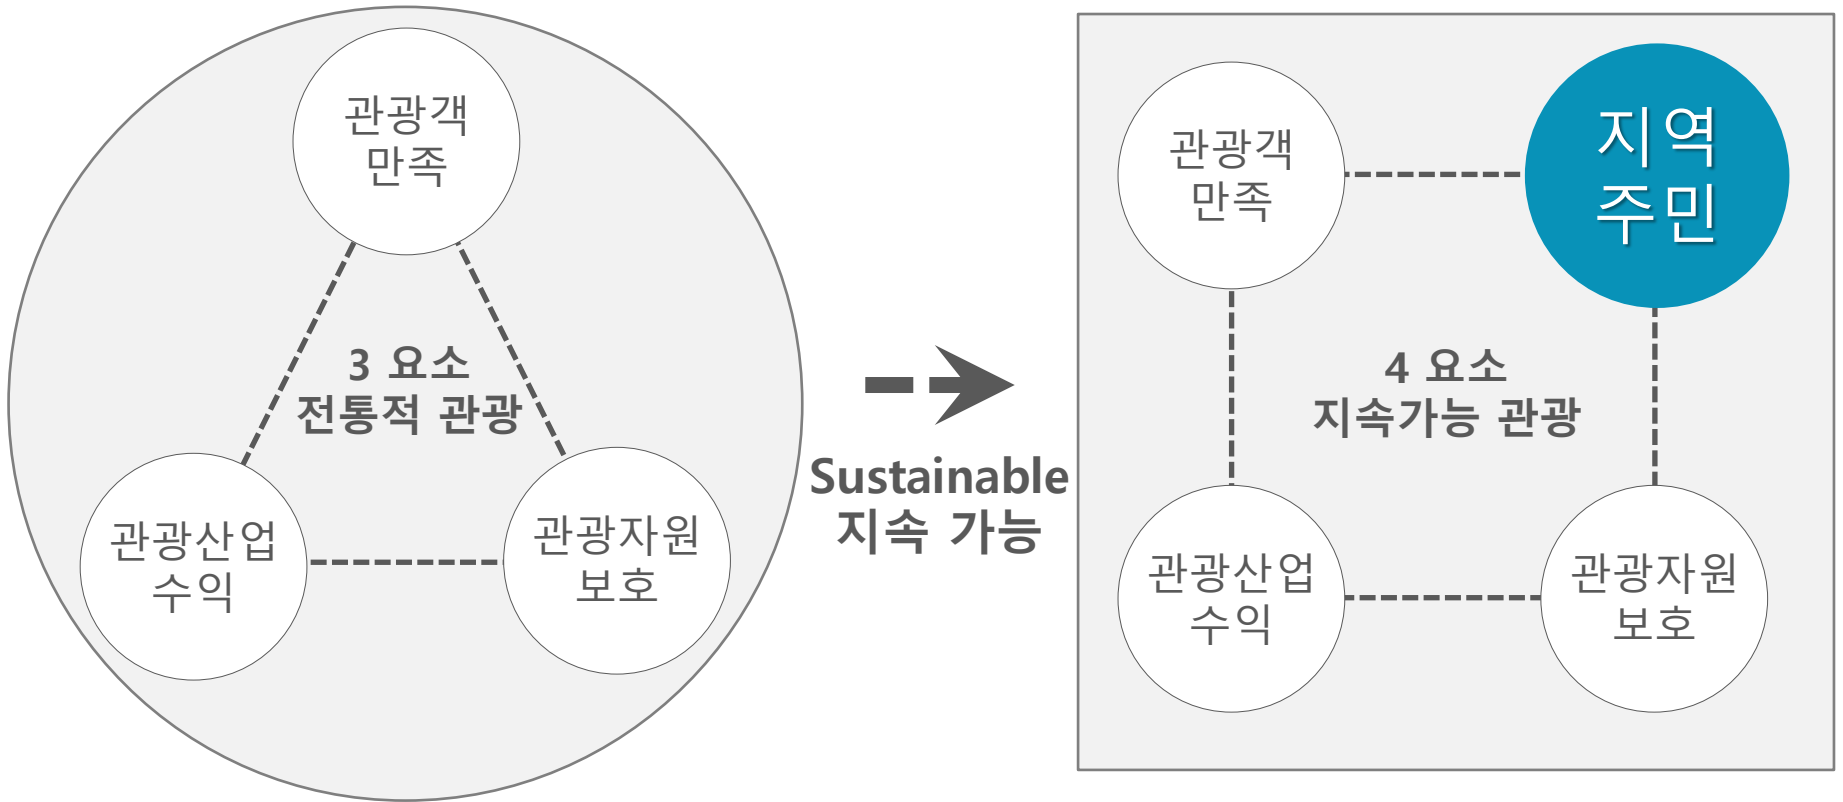 관광객
만족
3 요소
전통적 관광
관광산업
수익
관광자원
보호
Sustainable
지속 가능
관광객
만족
지역
주민
4 요소
지속가능 관광
관광산업
수익
관광자원
보호